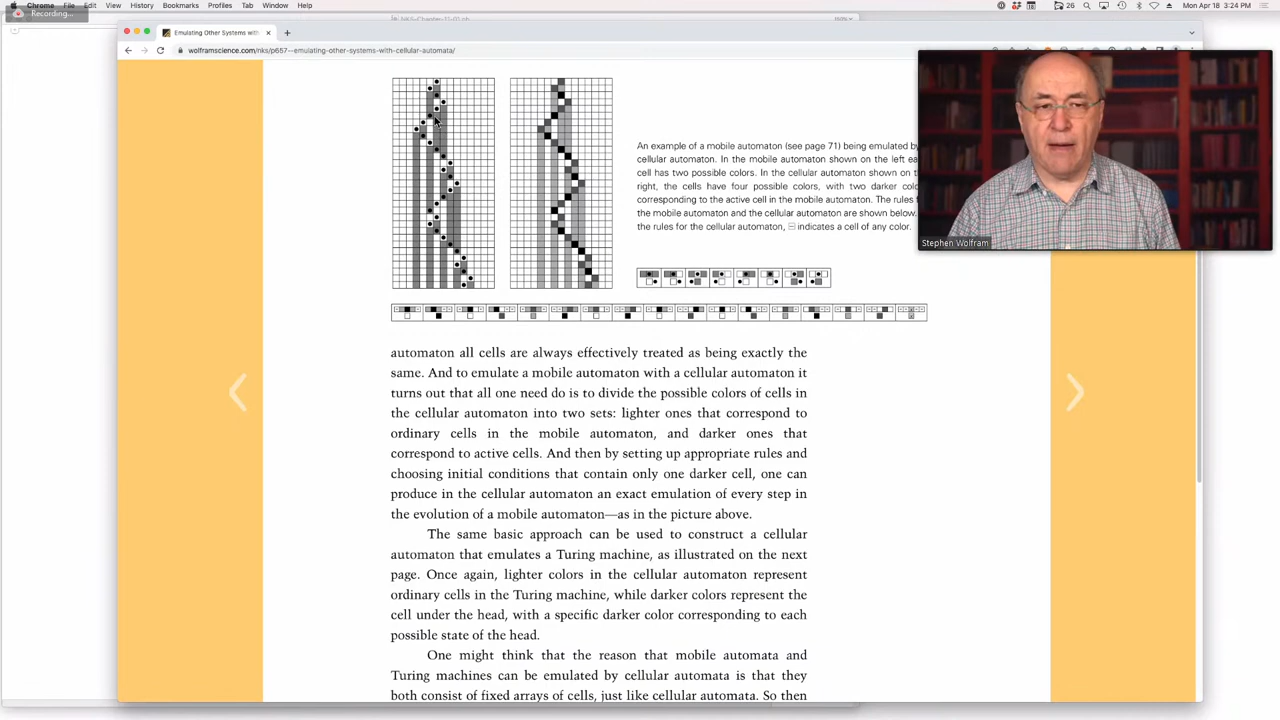 Chrome File Edit View History Bookmarks Profiles Tab Window Help
26
Mon Apr 18 3:24 PM
Recording...
Emulating Other Systems with
wolframscience.com/nks/p657--emulating-other-systems-with-cellular-automata/
An example of a mobile automaton (see page 71) being emulated by
cellular automaton. In the mobile automaton shown on the left ea
cell has two possible colors. In the cellular automaton shown on t
right, the cells have four possible colors, with two darker colo
corresponding to the active cell in the mobile automaton. The rules f
the mobile automaton and the cellular automaton are shown below.
the rules for the cellular automaton, indicates a cell of any color.
Stephen Wolfram
automaton all cells are always effectively treated as being exactly the
same. And to emulate a mobile automaton with a cellular automaton it
turns out that all one need do is to divide the possible colors of cells in
the cellular automaton into two sets: lighter ones that correspond to
ordinary cells in the mobile automaton, and darker ones that
correspond to active cells. And then by setting up appropriate rules and
choosing initial conditions that contain only one darker cell, one can
produce in the cellular automaton an exact emulation of every step in
the evolution of a mobile automaton—as in the picture above.
The same basic approach can be used to construct a cellular
automaton that emulates a Turing machine, as illustrated on the next
page. Once again, lighter colors in the cellular automaton represent
ordinary cells in the Turing machine, while darker colors represent the
cell under the head, with a specific darker color corresponding to each
possible state of the head.
One might think that the reason that mobile automata and
Turing machines can be emulated by cellular automata is that they
both consist of fixed arrays of cells, just like cellular automata. So then